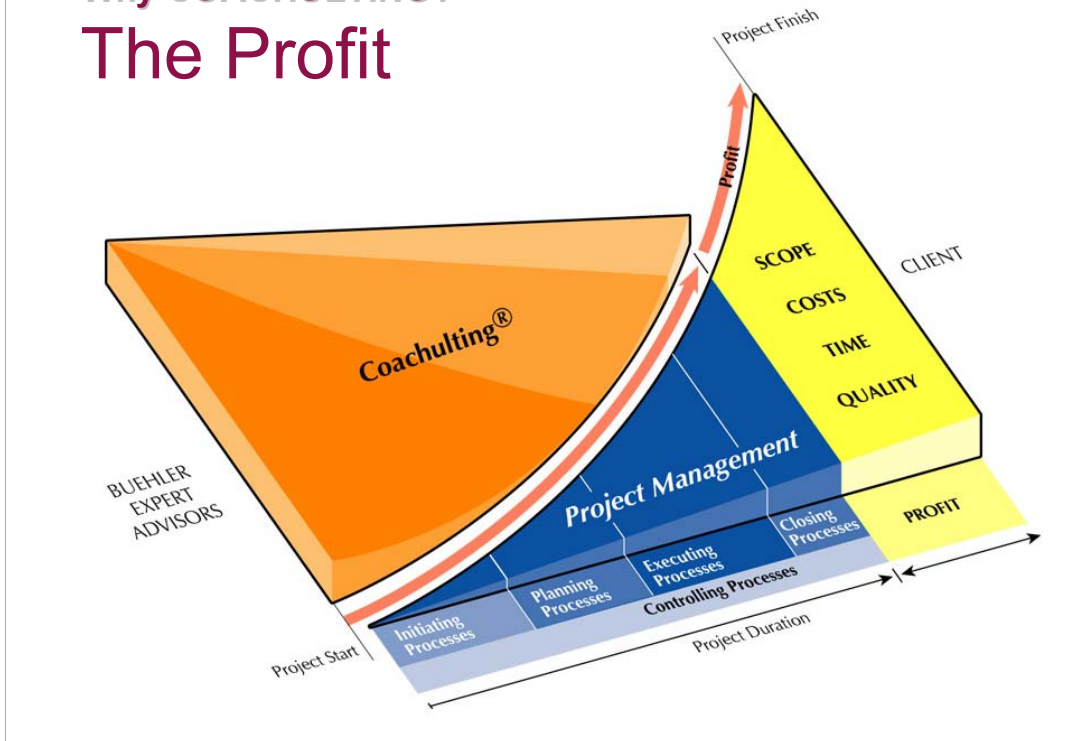 The Profit
Project Finish
Profit
SCOPE
COSTS
TIME
QUALITY
CLIENT
Coachulting®
BUEHLER
EXPERT
ADVISORS
Project Management
PROFIT
Closing
Processes
Executing
Processes
Planning
Processes
Initiating
Processes
Controlling Processes
Project Start
Project Duration